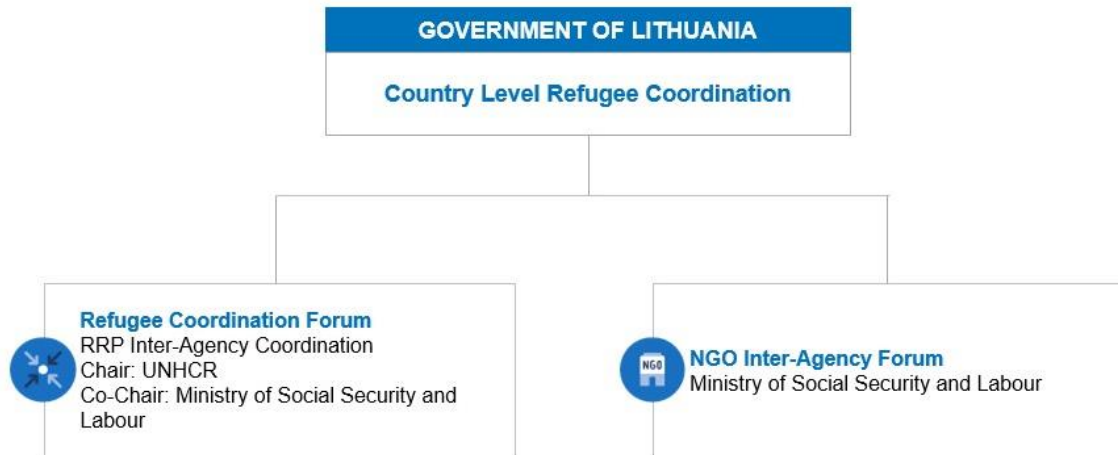 GOVERNMENT OF LITHUANIA
Country Level Refugee Coordination
Refugee Coordination Forum
RRP Inter-Agency Coordination
Chair: UNHCR
Co-Chair: Ministry of Social Security and
Labour
NGO
NGO Inter-Agency Forum
Ministry of Social Security and Labour